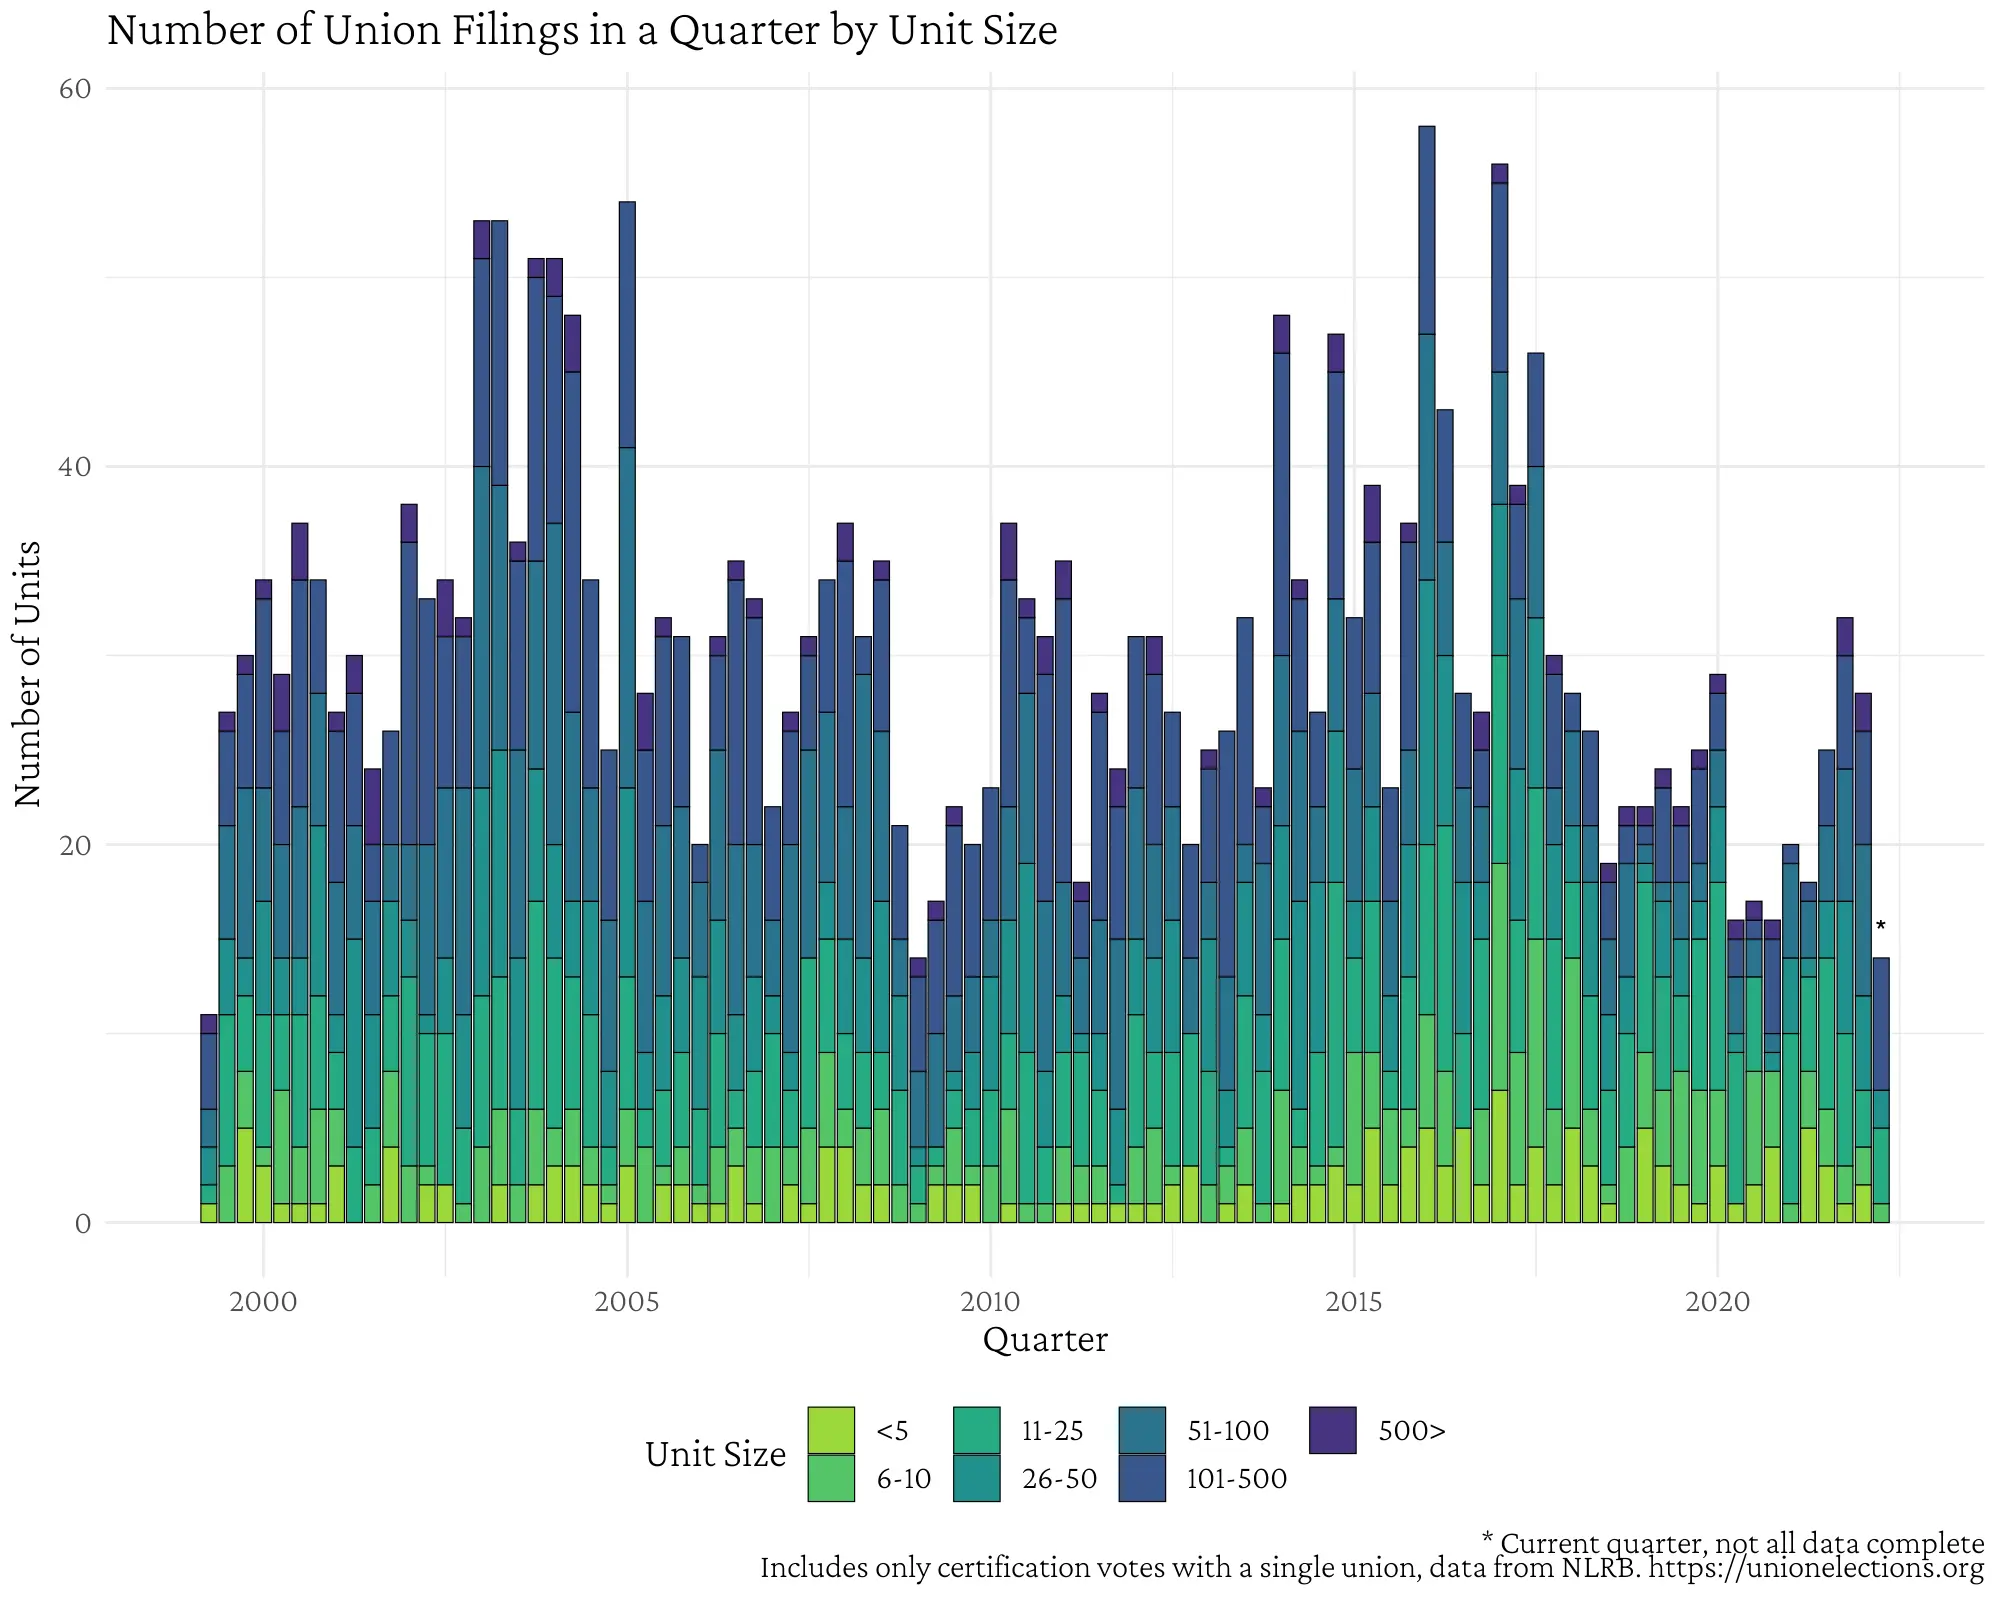 Number of Union Filings in a Quarter by Unit Size
60
40
20
0
Number of Units
2000 2005 2010 2015 2020
*
Quarter
Unit Size
<5 11-25 51-100 500>
6-10 26-50 101-500
* Current quarter, not all data complete
Includes only certification votes with a single union, data from NLRB. https://unionelections.org